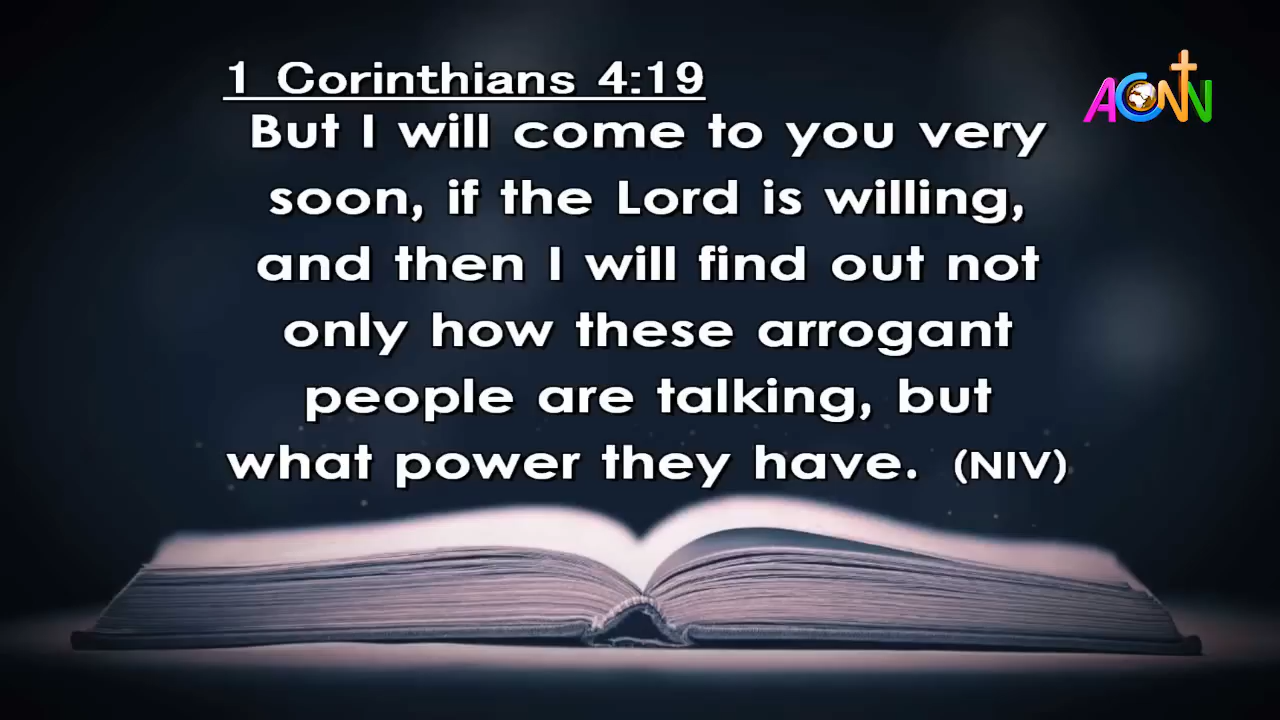 1 Corinthians 4:19
ACNN
But I will come to you very
soon, if the Lord is willing,
and then I will find out not
only how these arrogant
people are talking, but
what power they have. (NIV)